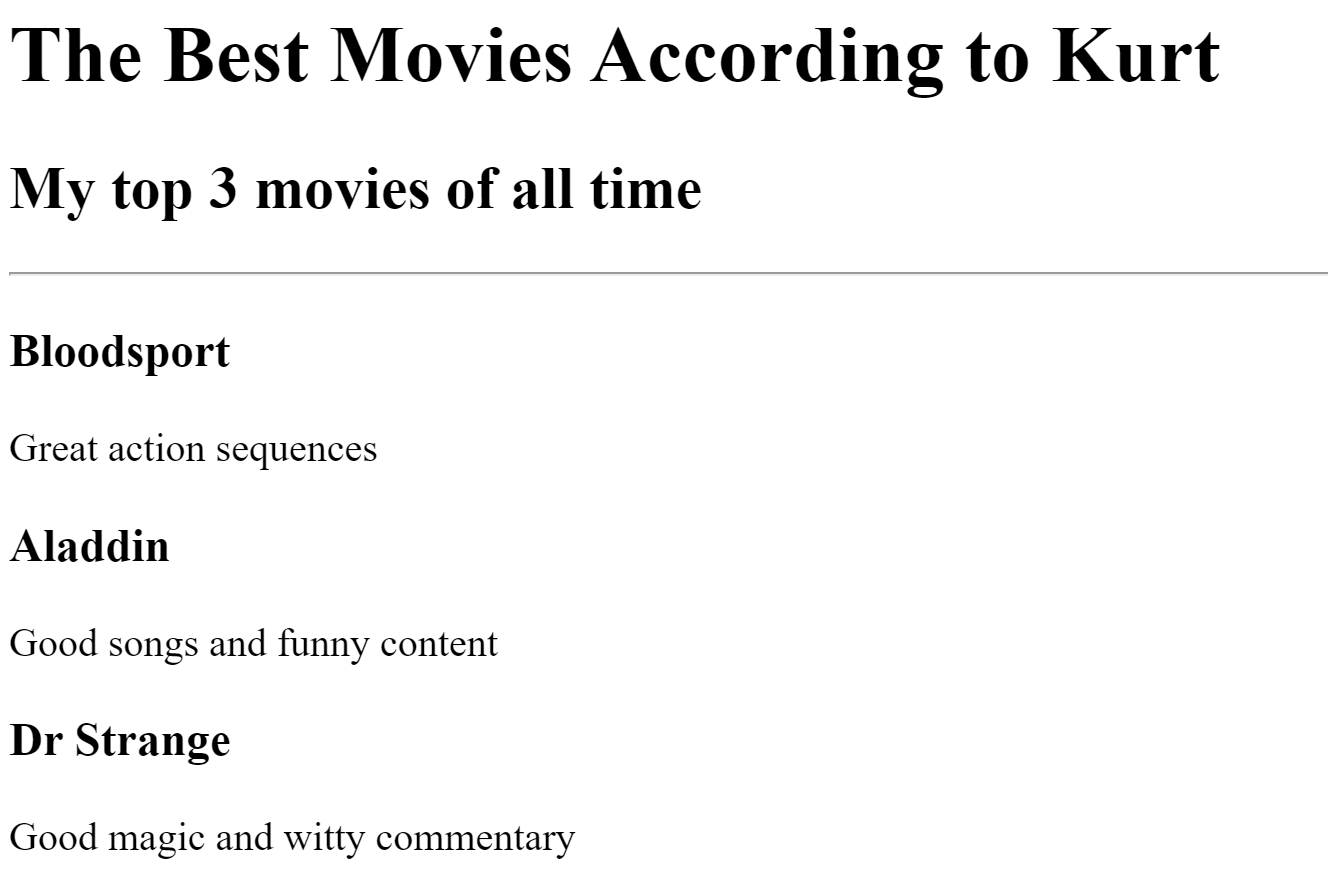 The Best Movies According to Kurt
My top 3 movies of all time
Bloodsport
Great action sequences
Aladdin
Good songs and funny content
Dr Strange
Good magic and witty commentary